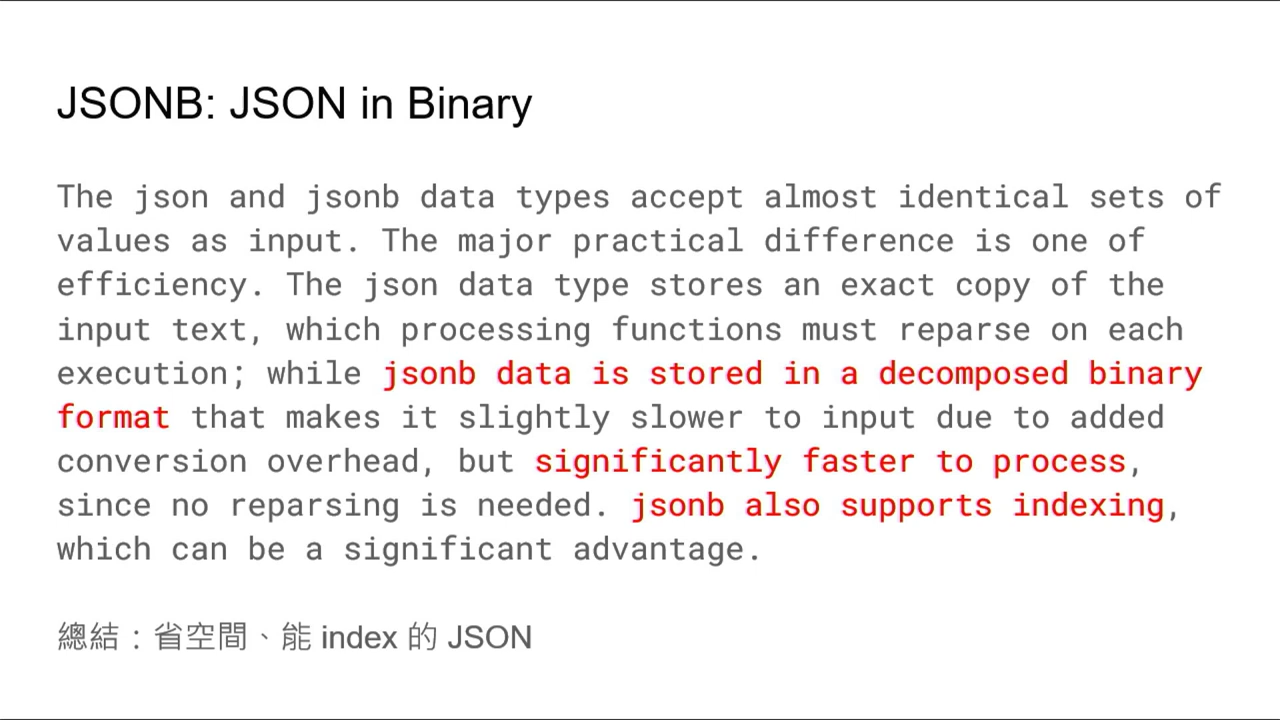 JSONB: JSON in Binary
The json and jsonb data types accept almost identical sets of
values as input. The major practical difference is one of
efficiency. The json data type stores an exact copy of the
input text, which processing functions must reparse on each
execution; while jsonb data is stored in a decomposed binary
format that makes it slightly slower to input due to added
conversion overhead, but significantly faster to process,
since no reparsing is needed. jsonb also supports indexing,
which can be a significant advantage.
總結：省空間、能 index 的 JSON